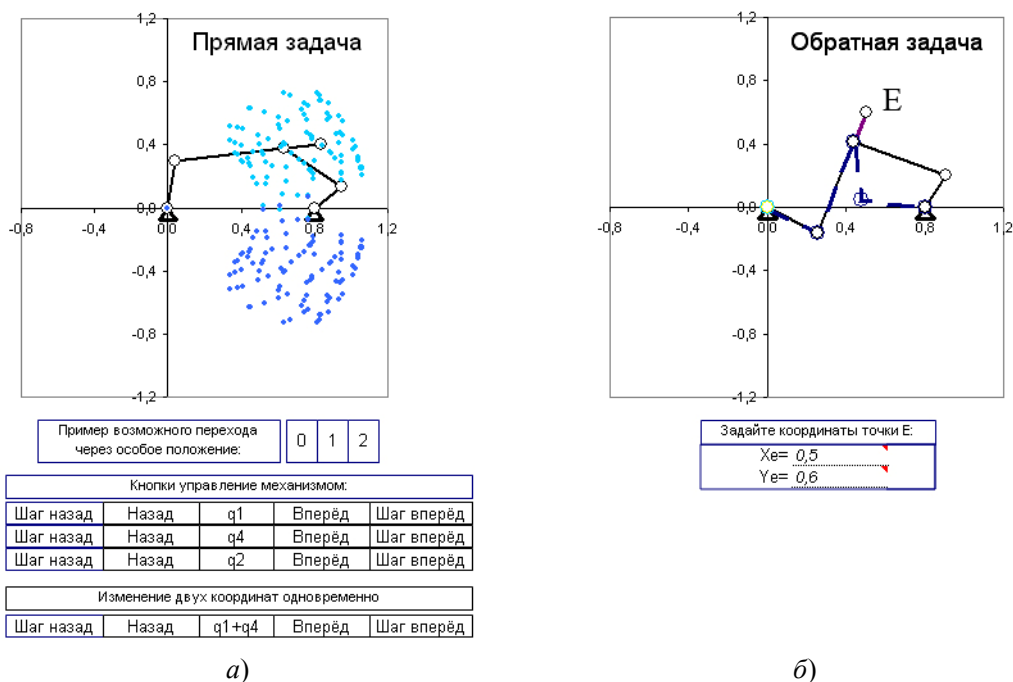 1,2
Прямая задача
0,8
0,4
0,0
-0,8 -0,4 0,0 0,4 0,8 1,2
-0,4
-0,8
-1,2
1,2
Обратная задача
0,8
E
0,4
0,0
-0,8 -0,4 0,0 0,4 0,8 1,2
-0,4
-0,8
-1,2
Пример возможного перехода
через особое положение:
0 1 2
Кнопки управление механизмом:
Шаг назад Назад q1 Вперёд Шаг вперёд
Шаг назад Назад q4 Вперёд Шаг вперёд
Шаг назад Назад q2 Вперёд Шаг вперёд
Изменение двух координат одновременно
Шаг назад Назад q1+q4 Вперёд Шаг вперёд
Задайте координаты точки E:
Xe= 0,5
Ye= 0,6
а)
б)